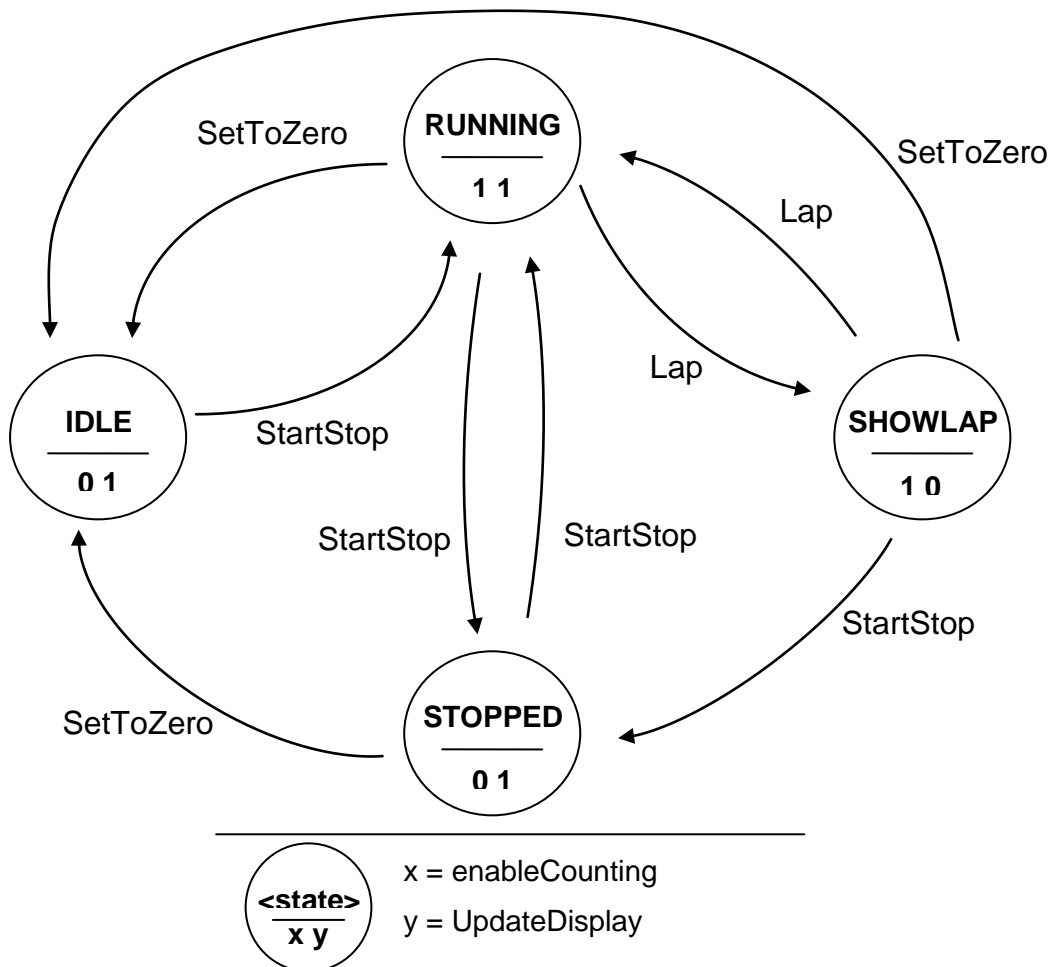 RUNNING
1 1
SetToZero
SetToZero
Lap
Lap
IDLE
0 1
StartStop
SHOWLAP
1 0
StartStop
StartStop
StartStop
SetToZero
STOPPED
0 1
<state>
x y
x = enableCounting
y = UpdateDisplay